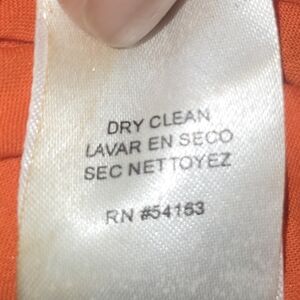 DRY CLEAN
LAVAR EN SECO
SEC NETTOYEZ
RN #54163